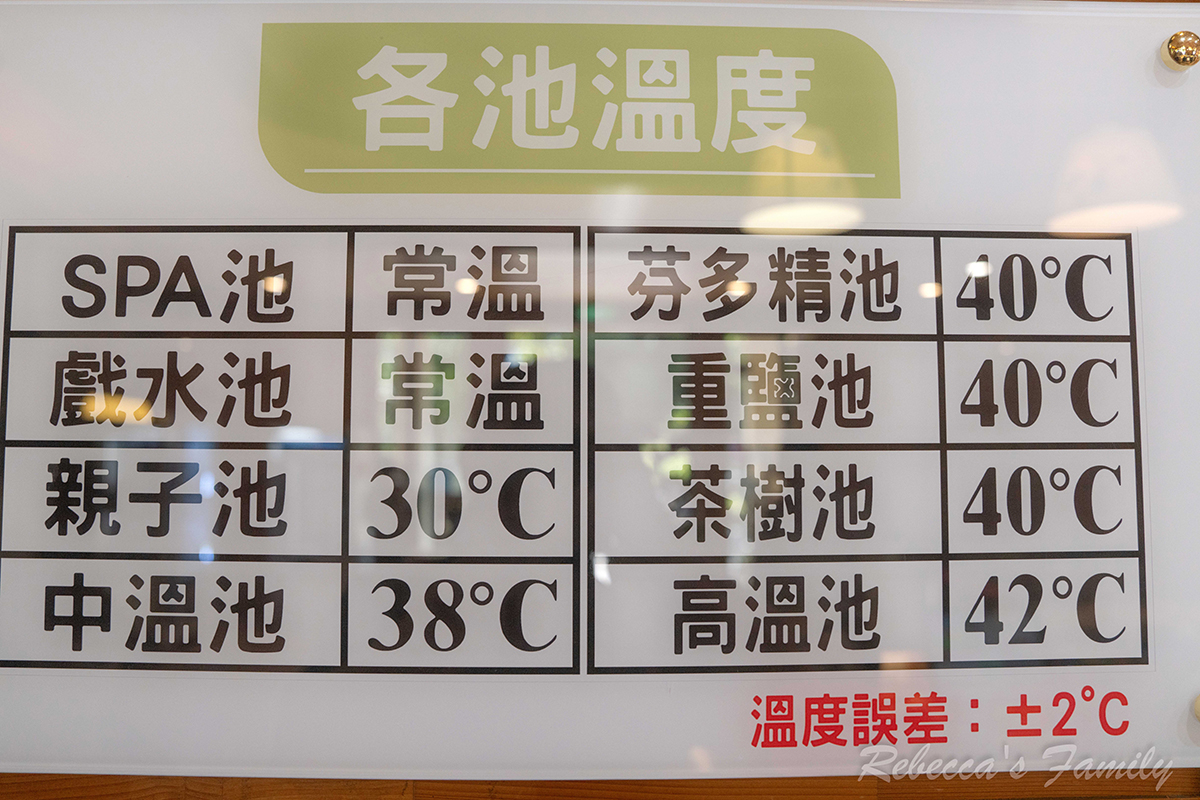 各池溫度
SPA池 常溫 芬多精池 40°C
戲水池 常溫 重鹽池 40°C
親子池 30°C 茶樹池 40°C
中溫池 38°C 高溫池 42°C
溫度誤差：±2°C
Rebecca's Family